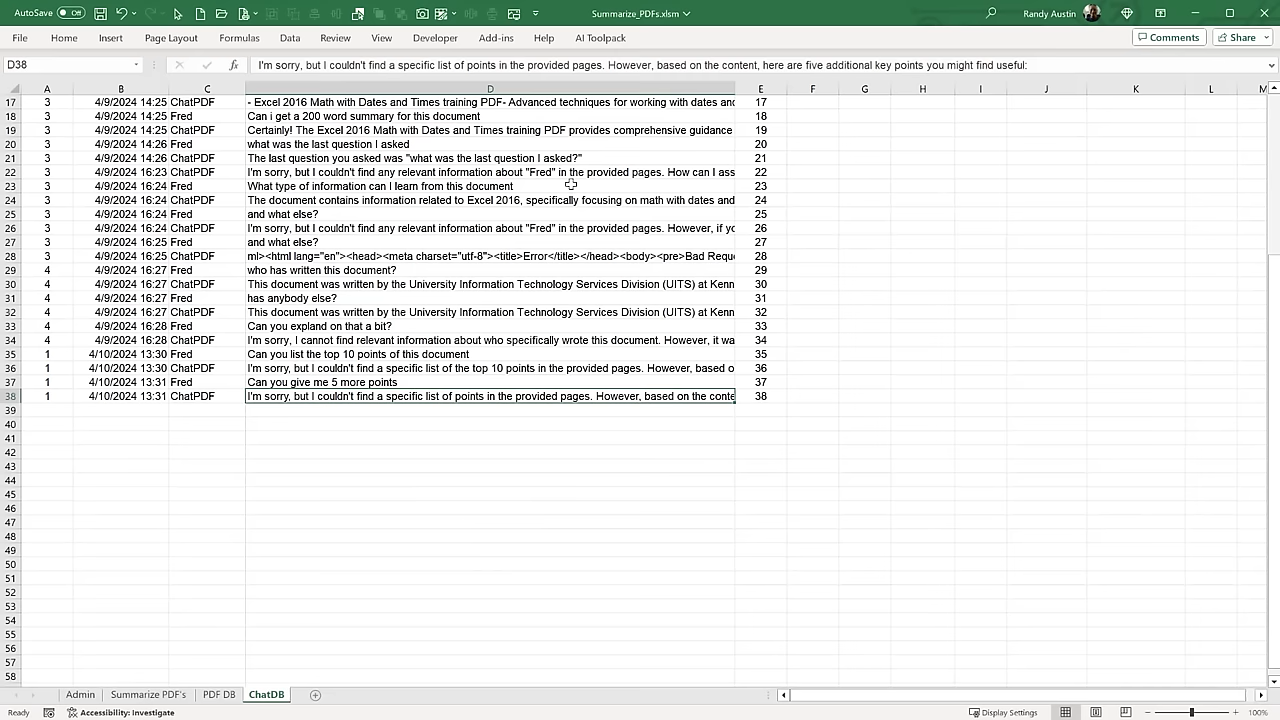 AutoSave Off Summarize_PDFs.xlsm Randy Austin
File Home Insert Page Layout Formulas Data Review View Developer Add-ins Help AI Toolpack Comments Share
D38 fx I'm sorry, but I couldn't find a specific list of points in the provided pages. However, based on the content, here are five additional key points you might find useful:
A B C D E F G H I J K L M
17 3 4/9/2024 14:25 ChatPDF - Excel 2016 Math with Dates and Times training PDF- Advanced techniques for working with dates and 17
18 3 4/9/2024 14:25 Fred Can i get a 200 word summary for this document 18
19 3 4/9/2024 14:25 ChatPDF Certainly! The Excel 2016 Math with Dates and Times training PDF provides comprehensive guidance 19
20 3 4/9/2024 14:26 Fred what was the last question I asked 20
21 3 4/9/2024 14:26 ChatPDF The last question you asked was "what was the last question I asked?" 21
22 3 4/9/2024 16:23 ChatPDF I'm sorry, but I couldn't find any relevant information about "Fred" in the provided pages. How can I ass 22
23 3 4/9/2024 16:24 Fred What type of information can I learn from this document 23
24 3 4/9/2024 16:24 ChatPDF The document contains information related to Excel 2016, specifically focusing on math with dates and 24
25 3 4/9/2024 16:24 Fred and what else? 25
26 3 4/9/2024 16:24 ChatPDF I'm sorry, but I couldn't find any relevant information about "Fred" in the provided pages. However, if yo 26
27 3 4/9/2024 16:25 Fred and what else? 27
28 3 4/9/2024 16:25 ChatPDF ml><html lang="en"><head><meta charset="utf-8"><title>Error</title></head><body><pre>Bad Reque 28
29 4 4/9/2024 16:27 Fred who has written this document? 29
30 4 4/9/2024 16:27 ChatPDF This document was written by the University Information Technology Services Division (UITS) at Kenn 30
31 4 4/9/2024 16:27 Fred has anybody else? 31
32 4 4/9/2024 16:27 ChatPDF This document was written by the University Information Technology Services Division (UITS) at Kenn 32
33 4 4/9/2024 16:28 Fred Can you expland on that a bit? 33
34 4 4/9/2024 16:28 ChatPDF I'm sorry, I cannot find relevant information about who specifically wrote this document. However, it wa 34
35 1 4/10/2024 13:30 Fred Can you list the top 10 points of this document 35
36 1 4/10/2024 13:30 ChatPDF I'm sorry, but I couldn't find a specific list of the top 10 points in the provided pages. However, based o 36
37 1 4/10/2024 13:31 Fred Can you give me 5 more points 37
38 1 4/10/2024 13:31 ChatPDF I'm sorry, but I couldn't find a specific list of points in the provided pages. However, based on the conte 38
39
40
41
42
43
44
45
46
47
48
49
50
51
52
53
54
55
56
57
58
Admin Summarize PDF's PDF DB ChatDB
Ready Accessibility: Investigate Display Settings 100%